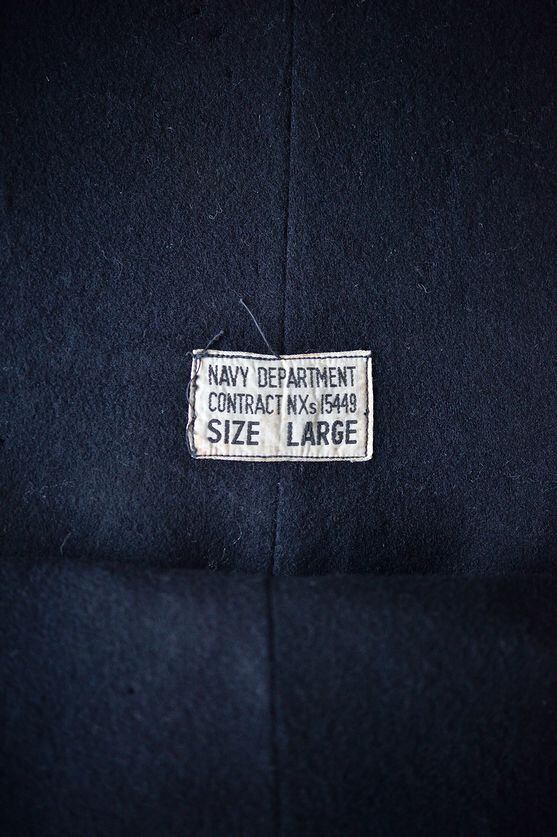 NAVY DEPARTMENT
CONTRACT NXs 15449
SIZE LARGE